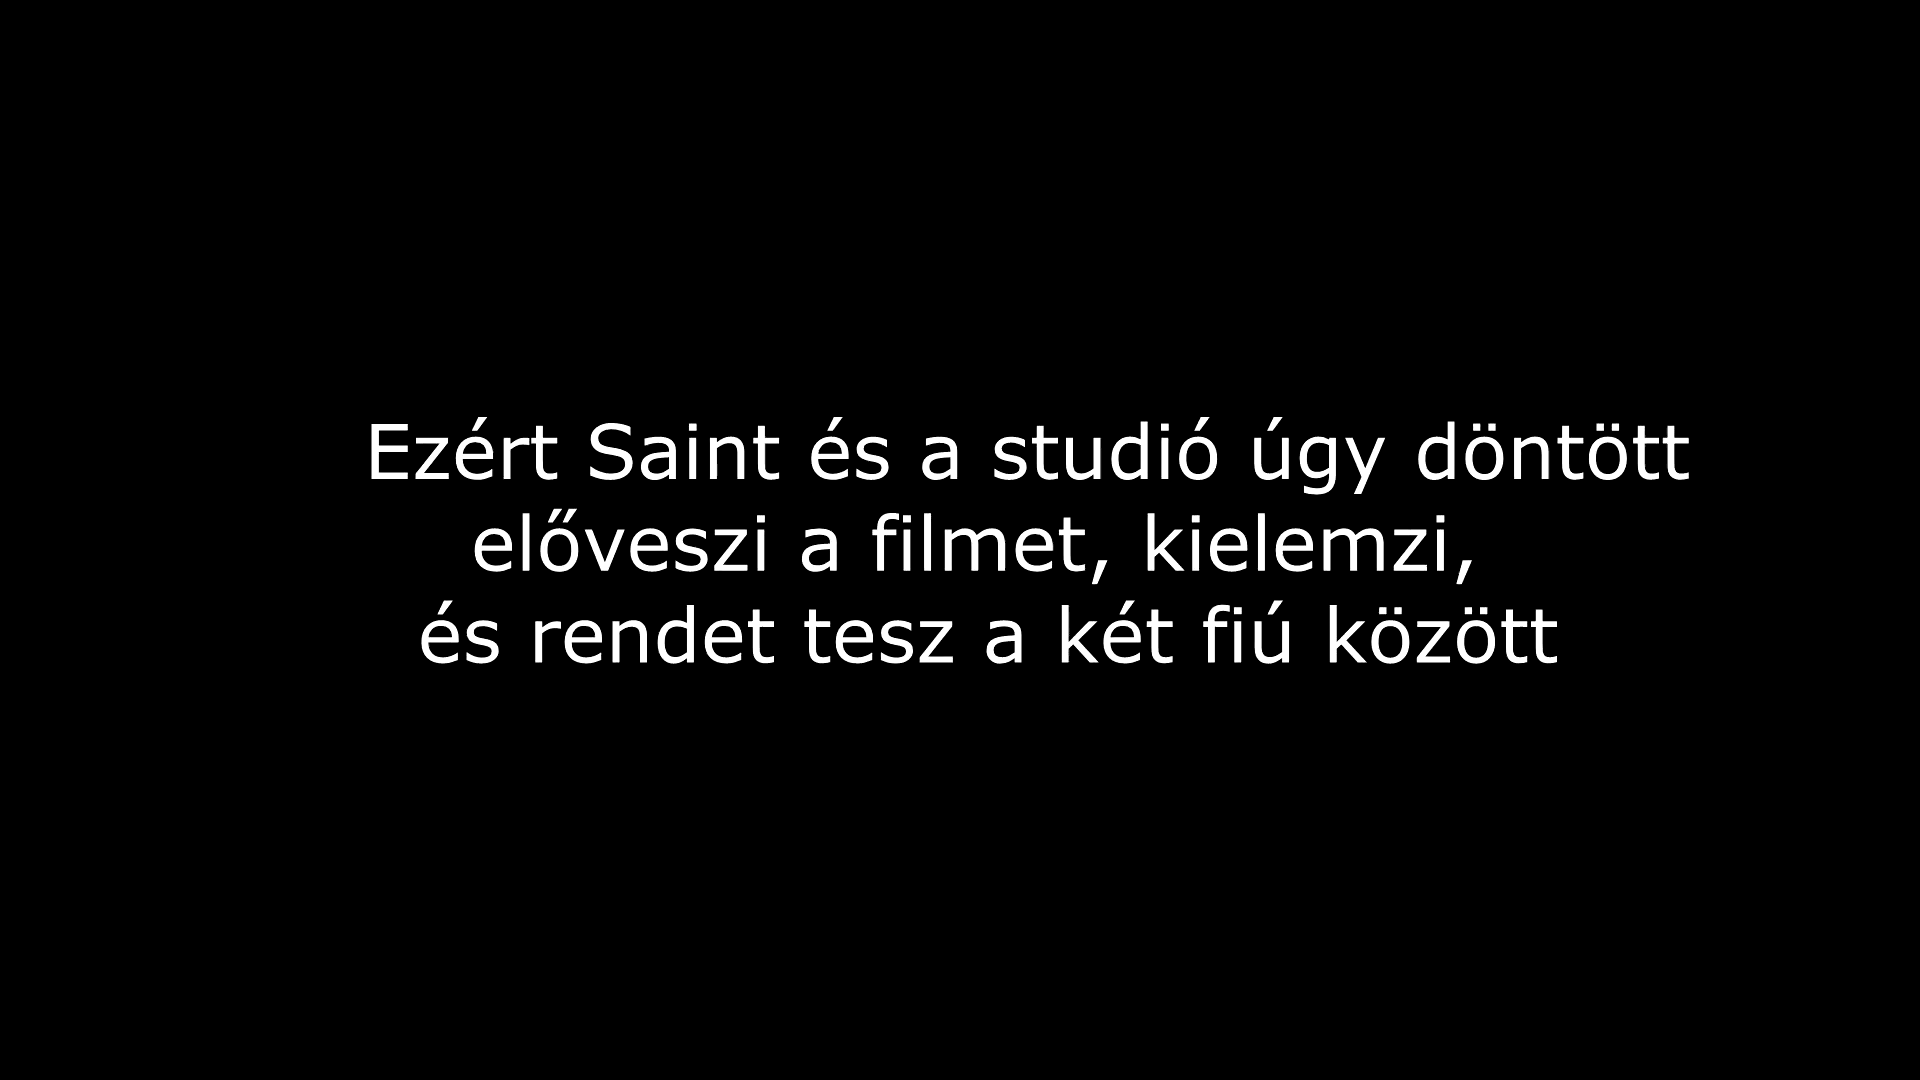 Ezért Saint és a studió úgy döntött
előveszi a filmet, kielemzi,
és rendet tesz a két fiú között